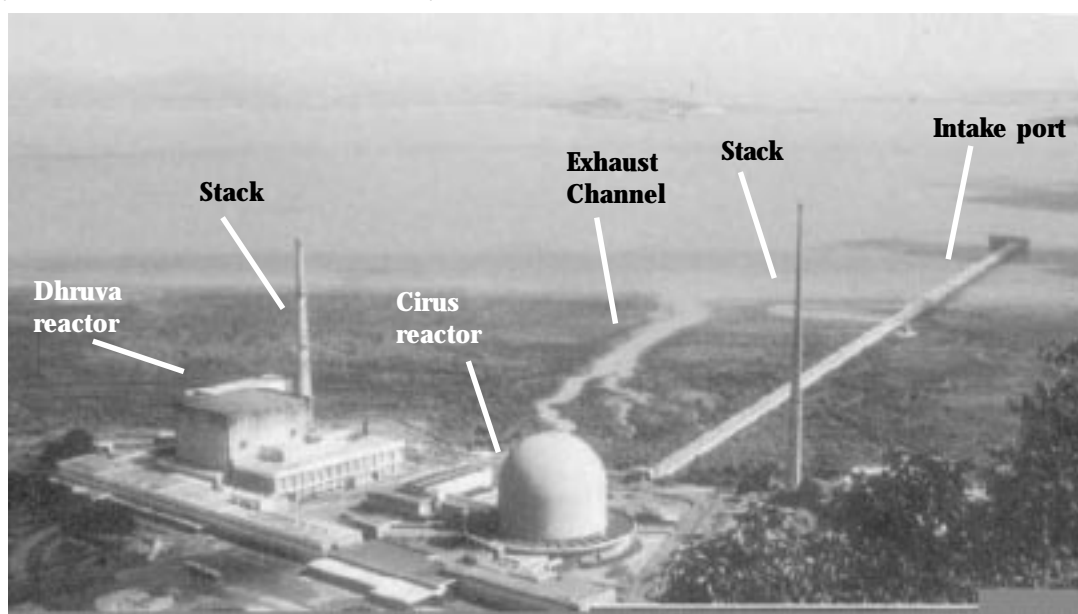 Intake port
Stack
Exhaust
Channel
Stack
Dhruva
reactor
Cirus
reactor